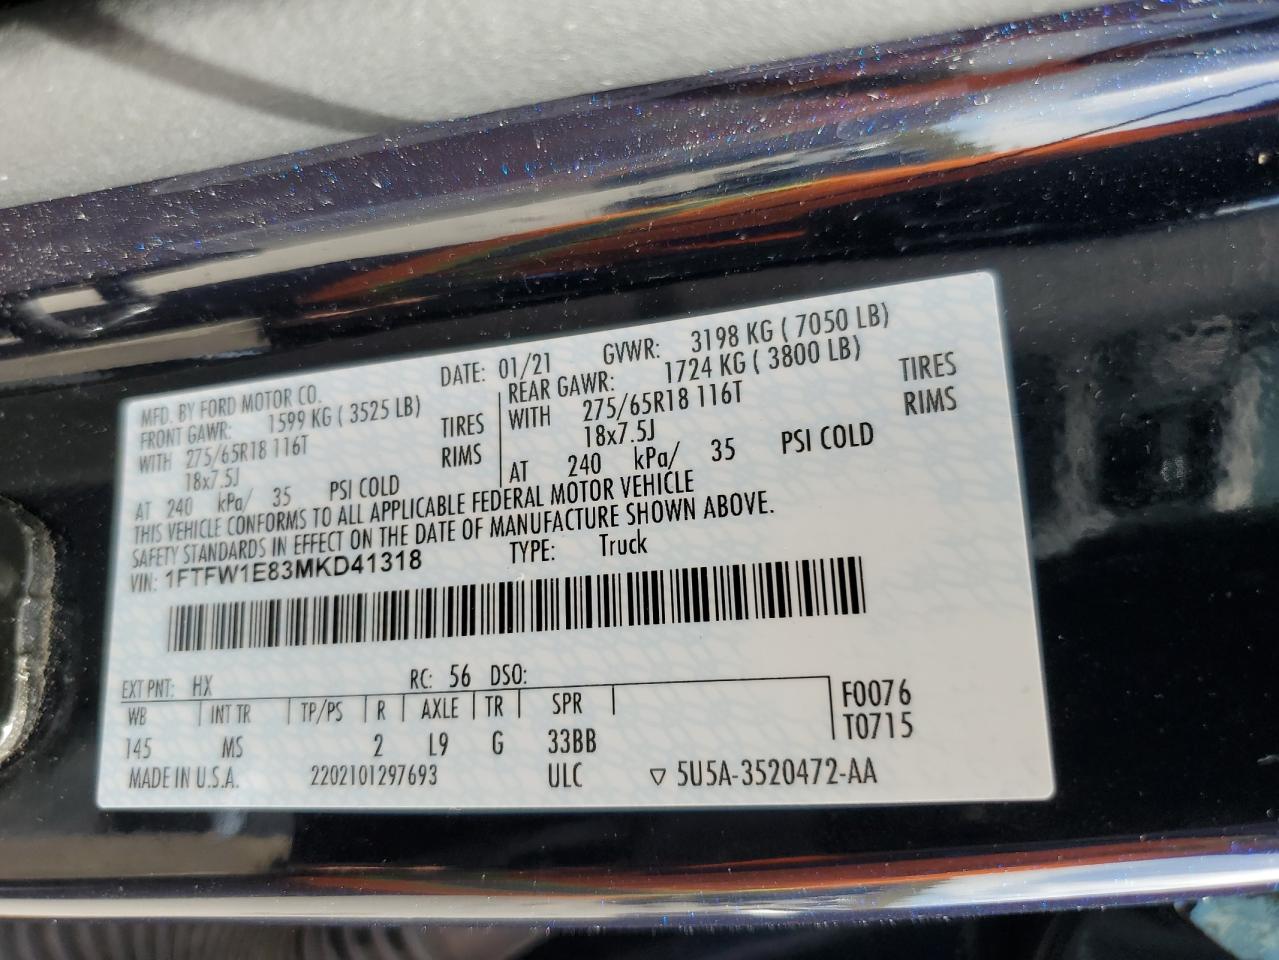 MFD. BY FORD MOTOR CO.
DATE: 01/21 GVWR: 3198 KG ( 7050 LB)
FRONT GAWR: 1599 KG ( 3525 LB)
WITH 275/65R18 116T TIRES
18x7.5J RIMS
AT 240 kPa/ 35 PSI COLD
REAR GAWR: 1724 KG ( 3800 LB)
WITH 275/65R18 116T TIRES
18x7.5J RIMS
AT 240 kPa/ 35 PSI COLD
THIS VEHICLE CONFORMS TO ALL APPLICABLE FEDERAL MOTOR VEHICLE
SAFETY STANDARDS IN EFFECT ON THE DATE OF MANUFACTURE SHOWN ABOVE.
VIN: 1FTFW1E83MKD41318 TYPE: Truck
EXT PNT: HX RC: 56 DSO:
WB INT TR TP/PS R AXLE TR SPR F0076
145 MS 2 L9 G 33BB T0715
MADE IN U.S.A. 2202101297693 ULC ▽ 5U5A-3520472-AA